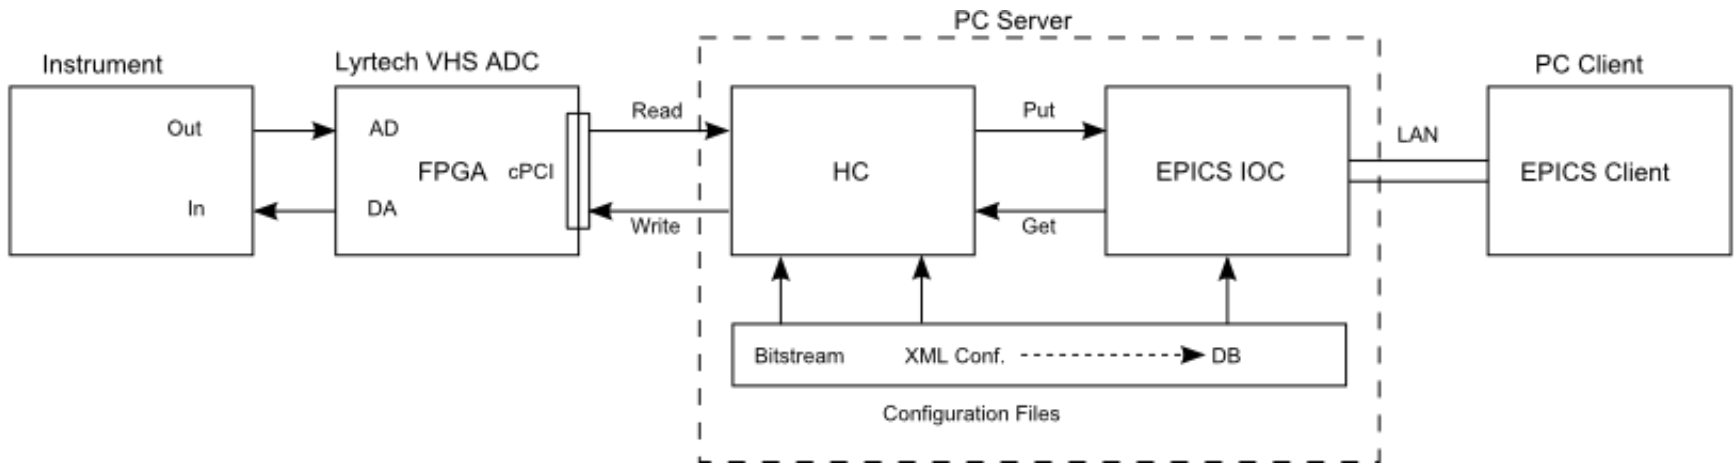 PC Server
Instrument
Lyrtech VHS ADC
PC Client
Out
AD
Read
Put
LAN
FPGA
cPCI
HC
EPICS IOC
EPICS Client
In
DA
Write
Get
Bitstream
XML Conf.
DB
Configuration Files